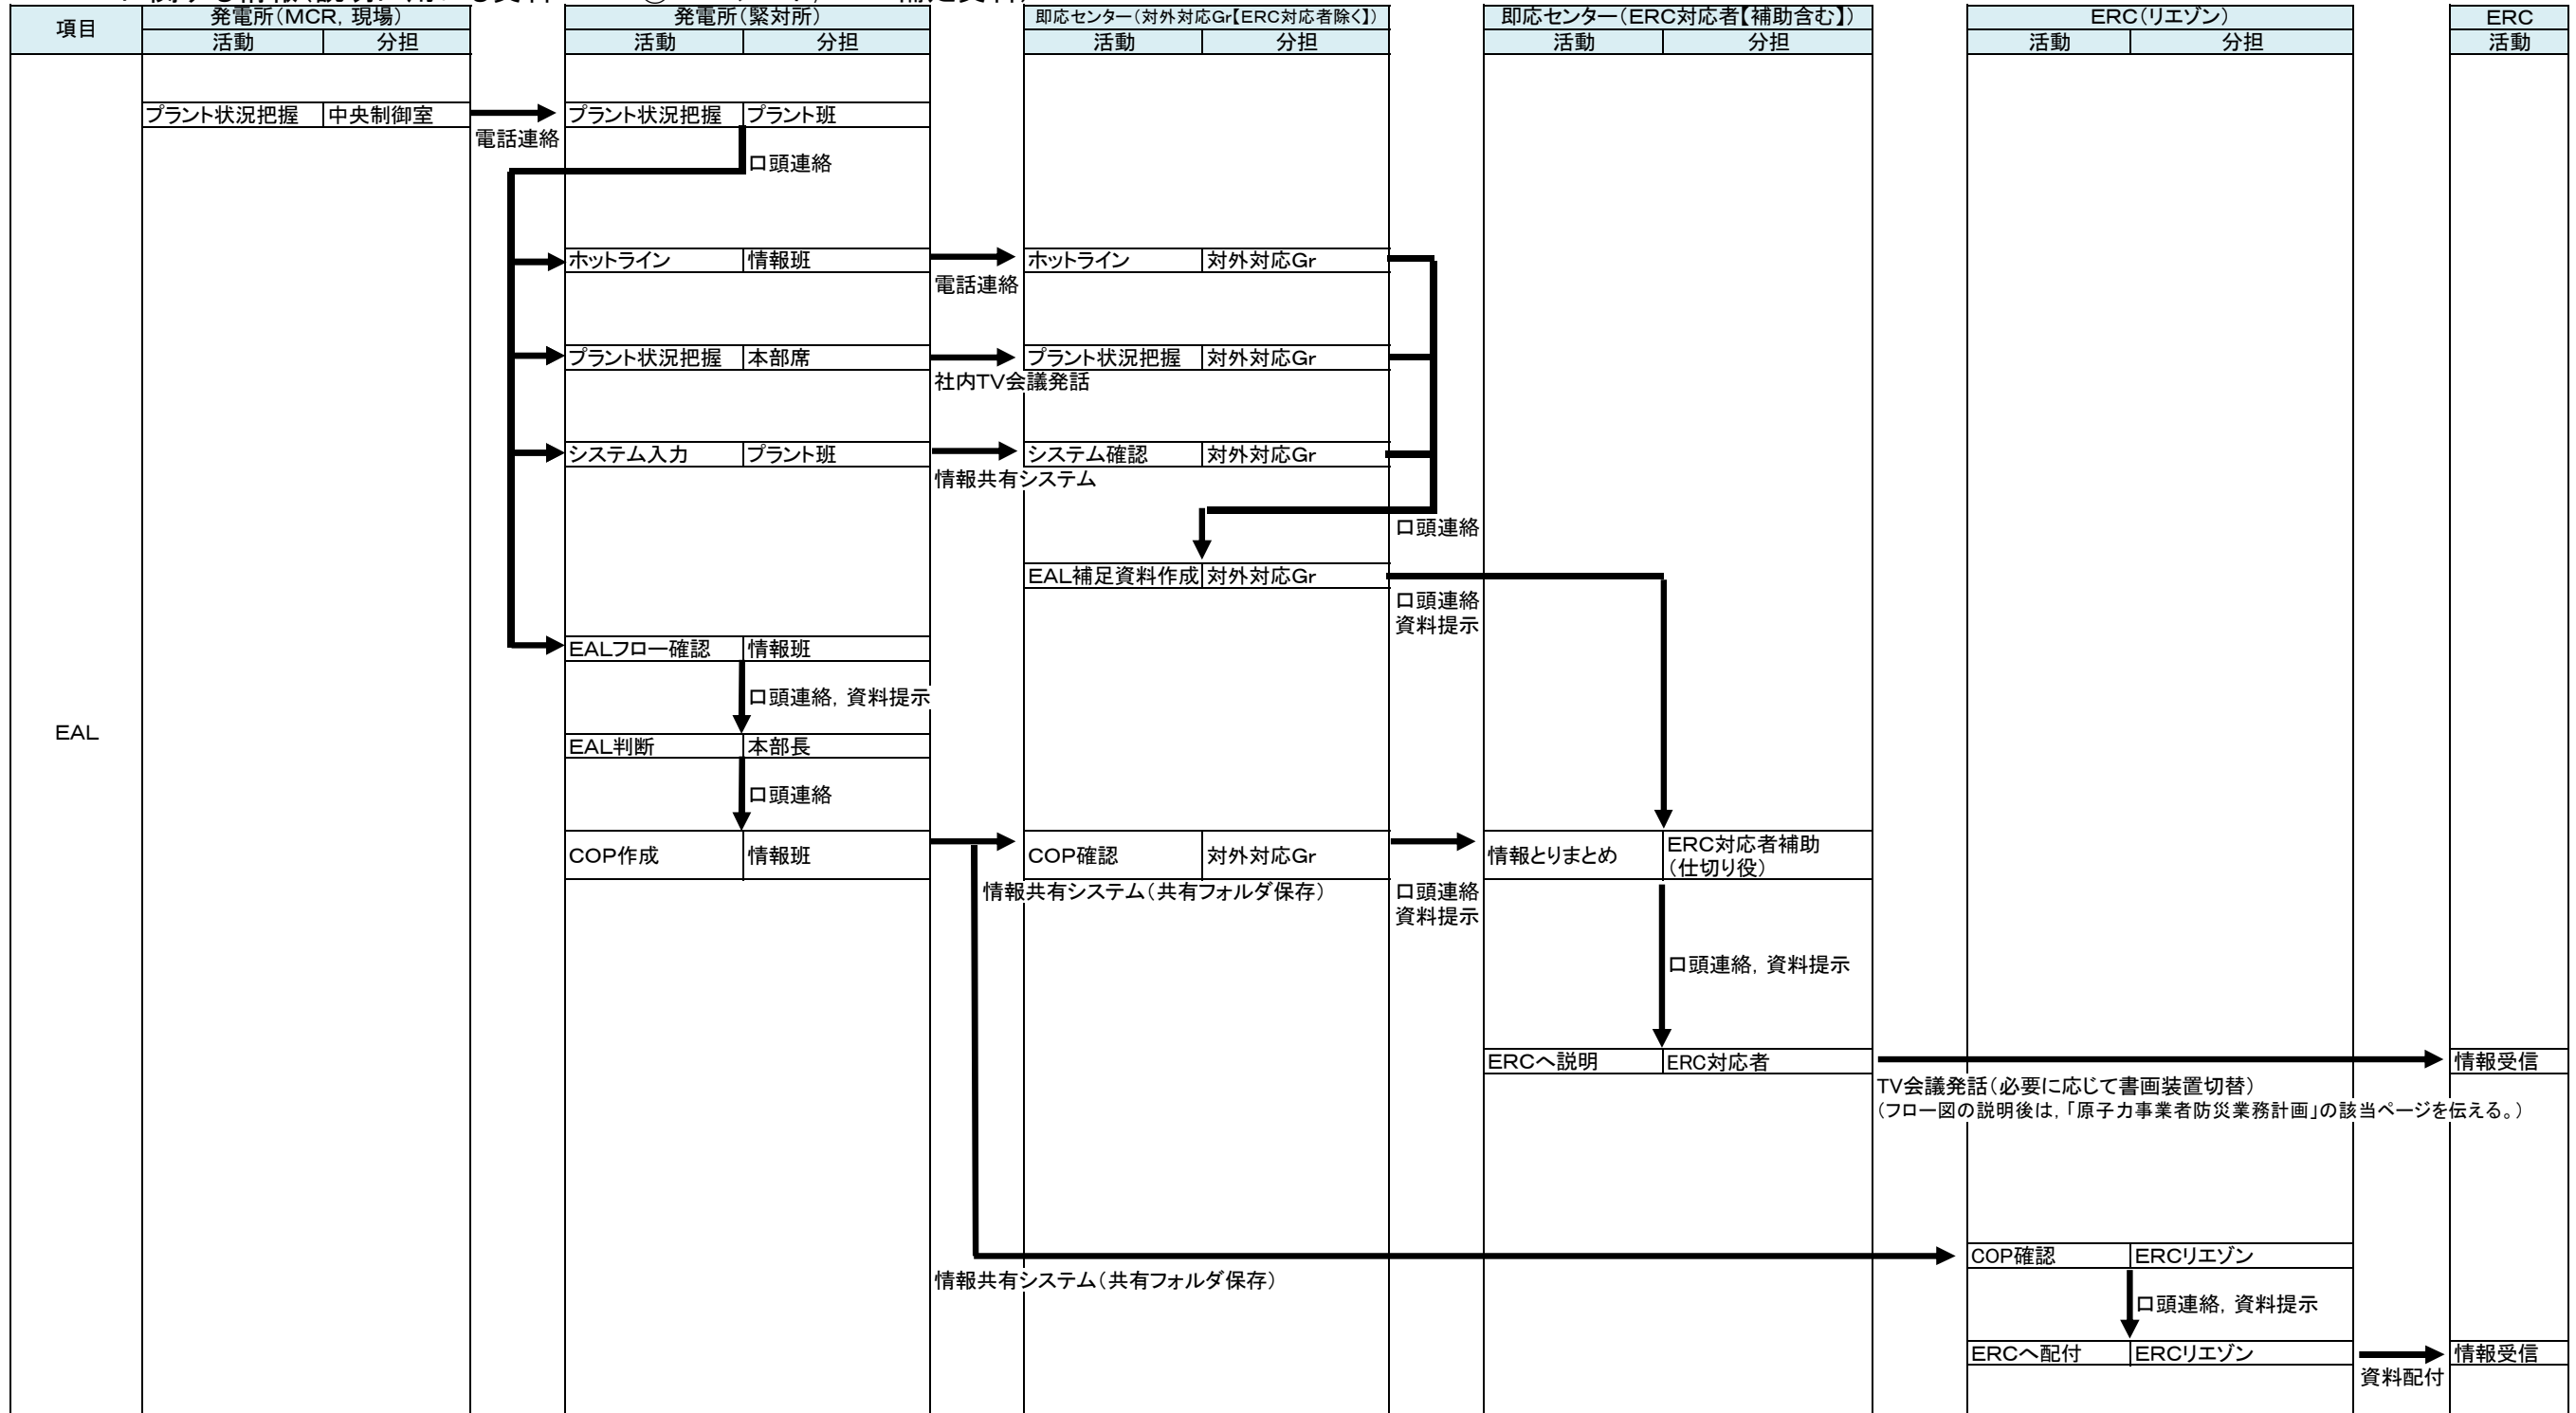 項目
発電所（MCR，現場）
発電所（緊対所）
即応センター（対外対応Gr【ERC対応者除く】）
即応センター（ERC対応者【補助含む】）
ERC（リエゾン）
ERC
活動 分担
活動 分担
活動 分担
活動 分担
活動 分担
活動
プラント状況把握 中央制御室
電話連絡
プラント状況把握 プラント班
口頭連絡
ホットライン 情報班
電話連絡
ホットライン 対外対応Gr
プラント状況把握 本部席
社内TV会議発話
プラント状況把握 対外対応Gr
システム入力 プラント班
情報共有システム
システム確認 対外対応Gr
口頭連絡
EAL補足資料作成 対外対応Gr
口頭連絡
資料提示
EALフロー確認 情報班
口頭連絡，資料提示
EAL
EAL判断 本部長
口頭連絡
COP作成 情報班
COP確認 対外対応Gr
情報とりまとめ ERC対応者補助
（仕切り役）
情報共有システム（共有フォルダ保存）
口頭連絡
資料提示
口頭連絡，資料提示
ERCへ説明 ERC対応者
情報受信
TV会議発話（必要に応じて書画装置切替）
（フロー図の説明後は，「原子力事業者防災業務計画」の該当ページを伝える。）
COP確認 ERCリエゾン
情報共有システム（共有フォルダ保存）
口頭連絡，資料提示
ERCへ配付 ERCリエゾン
情報受信
資料配付